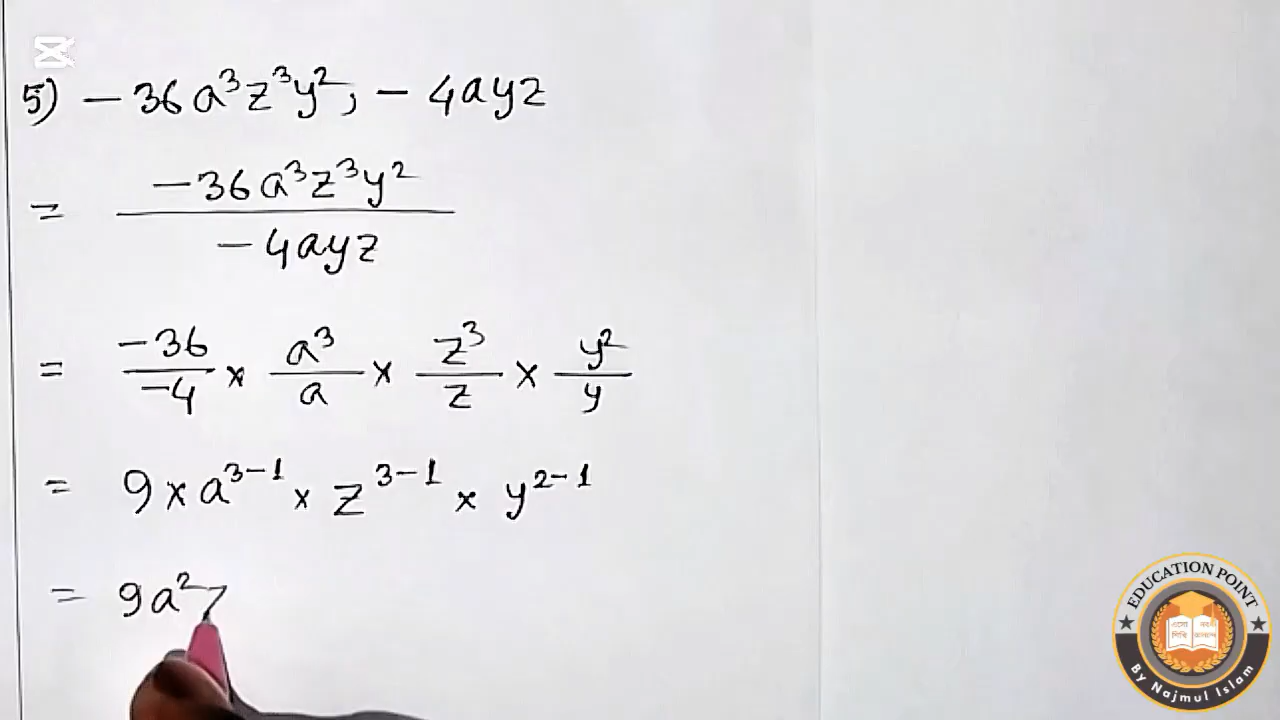 5) -36a³z³y², -4ayz
= -36a³z³y² / -4ayz
= -36/-4 × a³/a × z³/z × y²/y
= 9 × a³⁻¹ × z³⁻¹ × y²⁻¹
= 9a²z
EDUCATION POINT
By Najmul Islam